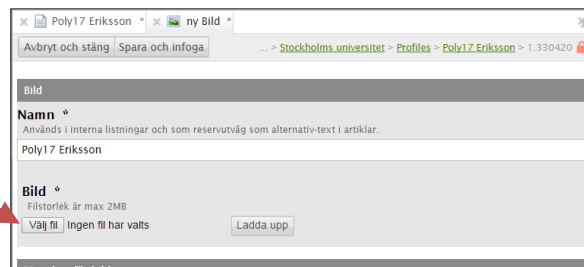 Poly17 Eriksson * ny Bild *
Avbryt och stäng Spara och infoga ... > Stockholms universitet > Profiles > Poly17 Eriksson > 1.330420
Bild
Namn *
Används i interna listningar och som reservutväg som alternativ-text i artiklar.
Poly17 Eriksson
Bild *
Filstorlek är max 2MB
Välj fil Ingen fil har valts Ladda upp